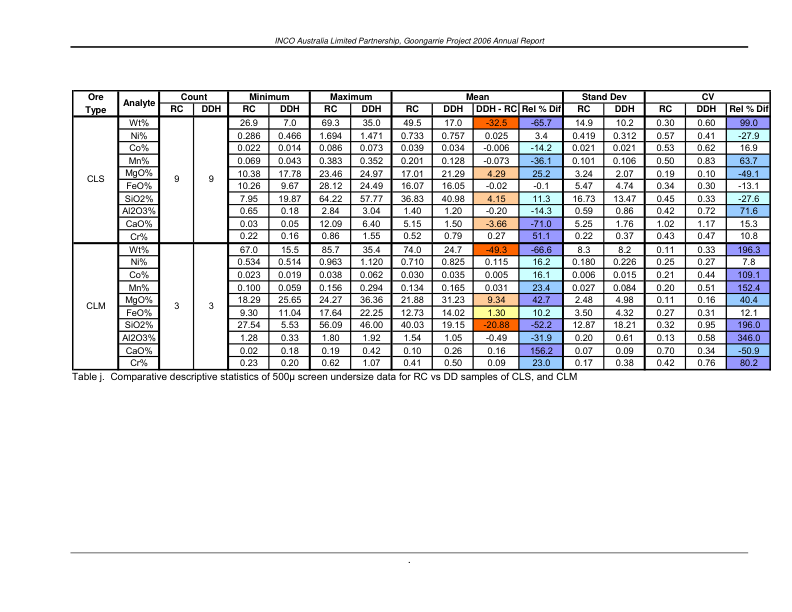 INCO Australia Limited Partnership, Goongarrie Project 2006 Annual Report
Ore Type Analyte Count Minimum Maximum Mean Stand Dev CV
RC DDH RC DDH RC DDH RC DDH DDH - RC Rel % Dif RC DDH RC DDH Rel % Dif
CLS 9 9
Wt% 26.9 7.0 69.3 35.0 49.5 17.0 -32.5 -65.7 14.9 10.2 0.30 0.60 99.0
Ni% 0.286 0.466 1.694 1.471 0.733 0.757 0.025 3.4 0.419 0.312 0.57 0.41 -27.9
Co% 0.022 0.014 0.086 0.073 0.039 0.034 -0.006 -14.2 0.021 0.021 0.53 0.62 16.9
Mn% 0.069 0.043 0.383 0.352 0.201 0.128 -0.073 -36.1 0.101 0.106 0.50 0.83 63.7
MgO% 10.38 17.78 23.46 24.97 17.01 21.29 4.29 25.2 3.24 2.07 0.19 0.10 -49.1
FeO% 10.26 9.67 28.12 24.49 16.07 16.05 -0.02 -0.1 5.47 4.74 0.34 0.30 -13.1
SiO2% 7.95 19.87 64.22 57.77 36.83 40.98 4.15 11.3 16.73 13.47 0.45 0.33 -27.6
Al2O3% 0.65 0.18 2.84 3.04 1.40 1.20 -0.20 -14.3 0.59 0.86 0.42 0.72 71.6
CaO% 0.03 0.05 12.09 6.40 5.15 1.50 -3.66 -71.0 5.25 1.76 1.02 1.17 15.3
Cr% 0.22 0.16 0.86 1.55 0.52 0.79 0.27 51.1 0.22 0.37 0.43 0.47 10.8
CLM 3 3
Wt% 67.0 15.5 85.7 35.4 74.0 24.7 -49.3 -66.6 8.3 8.2 0.11 0.33 196.3
Ni% 0.534 0.514 0.963 1.120 0.710 0.825 0.115 16.2 0.180 0.226 0.25 0.27 7.8
Co% 0.023 0.019 0.038 0.062 0.030 0.035 0.005 16.1 0.006 0.015 0.21 0.44 109.1
Mn% 0.100 0.059 0.156 0.294 0.134 0.165 0.031 23.4 0.027 0.084 0.20 0.51 152.4
MgO% 18.29 25.65 24.27 36.36 21.88 31.23 9.34 42.7 2.48 4.98 0.11 0.16 40.4
FeO% 9.30 11.04 17.64 22.25 12.73 14.02 1.30 10.2 3.50 4.32 0.27 0.31 12.1
SiO2% 27.54 5.53 56.09 46.00 40.03 19.15 -20.88 -52.2 12.87 18.21 0.32 0.95 196.0
Al2O3% 1.28 0.33 1.80 1.92 1.54 1.05 -0.49 -31.9 0.20 0.61 0.13 0.58 346.0
CaO% 0.02 0.18 0.19 0.42 0.10 0.26 0.16 156.2 0.07 0.09 0.70 0.34 -50.9
Cr% 0.23 0.20 0.62 1.07 0.41 0.50 0.09 23.0 0.17 0.38 0.42 0.76 80.2
Table j. Comparative descriptive statistics of 500µ screen undersize data for RC vs DD samples of CLS, and CLM
.